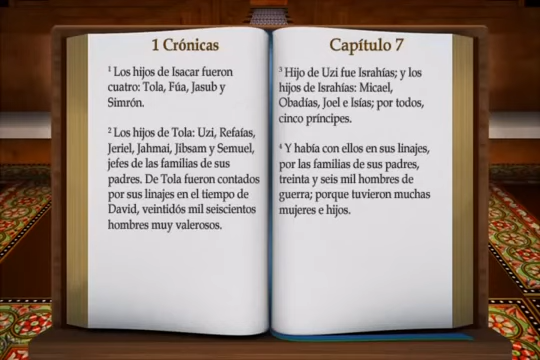 1 Crónicas
1 Los hijos de Isacar fueron
cuatro: Tola, Fúa, Jasub y
Simrón.
2 Los hijos de Tola: Uzi, Refaías,
Jeriel, Jahmai, Jibsam y Semuel,
jefes de las familias de sus
padres. De Tola fueron contados
por sus linajes en el tiempo de
David, veintidós mil seiscientos
hombres muy valerosos.
Capítulo 7
3 Hijo de Uzi fue Israhías; y los
hijos de Israhías: Micael,
Obadías, Joel e Isías; por todos,
cinco príncipes.
4 Y había con ellos en sus linajes,
por las familias de sus padres,
treinta y seis mil hombres de
guerra; porque tuvieron muchas
mujeres e hijos.